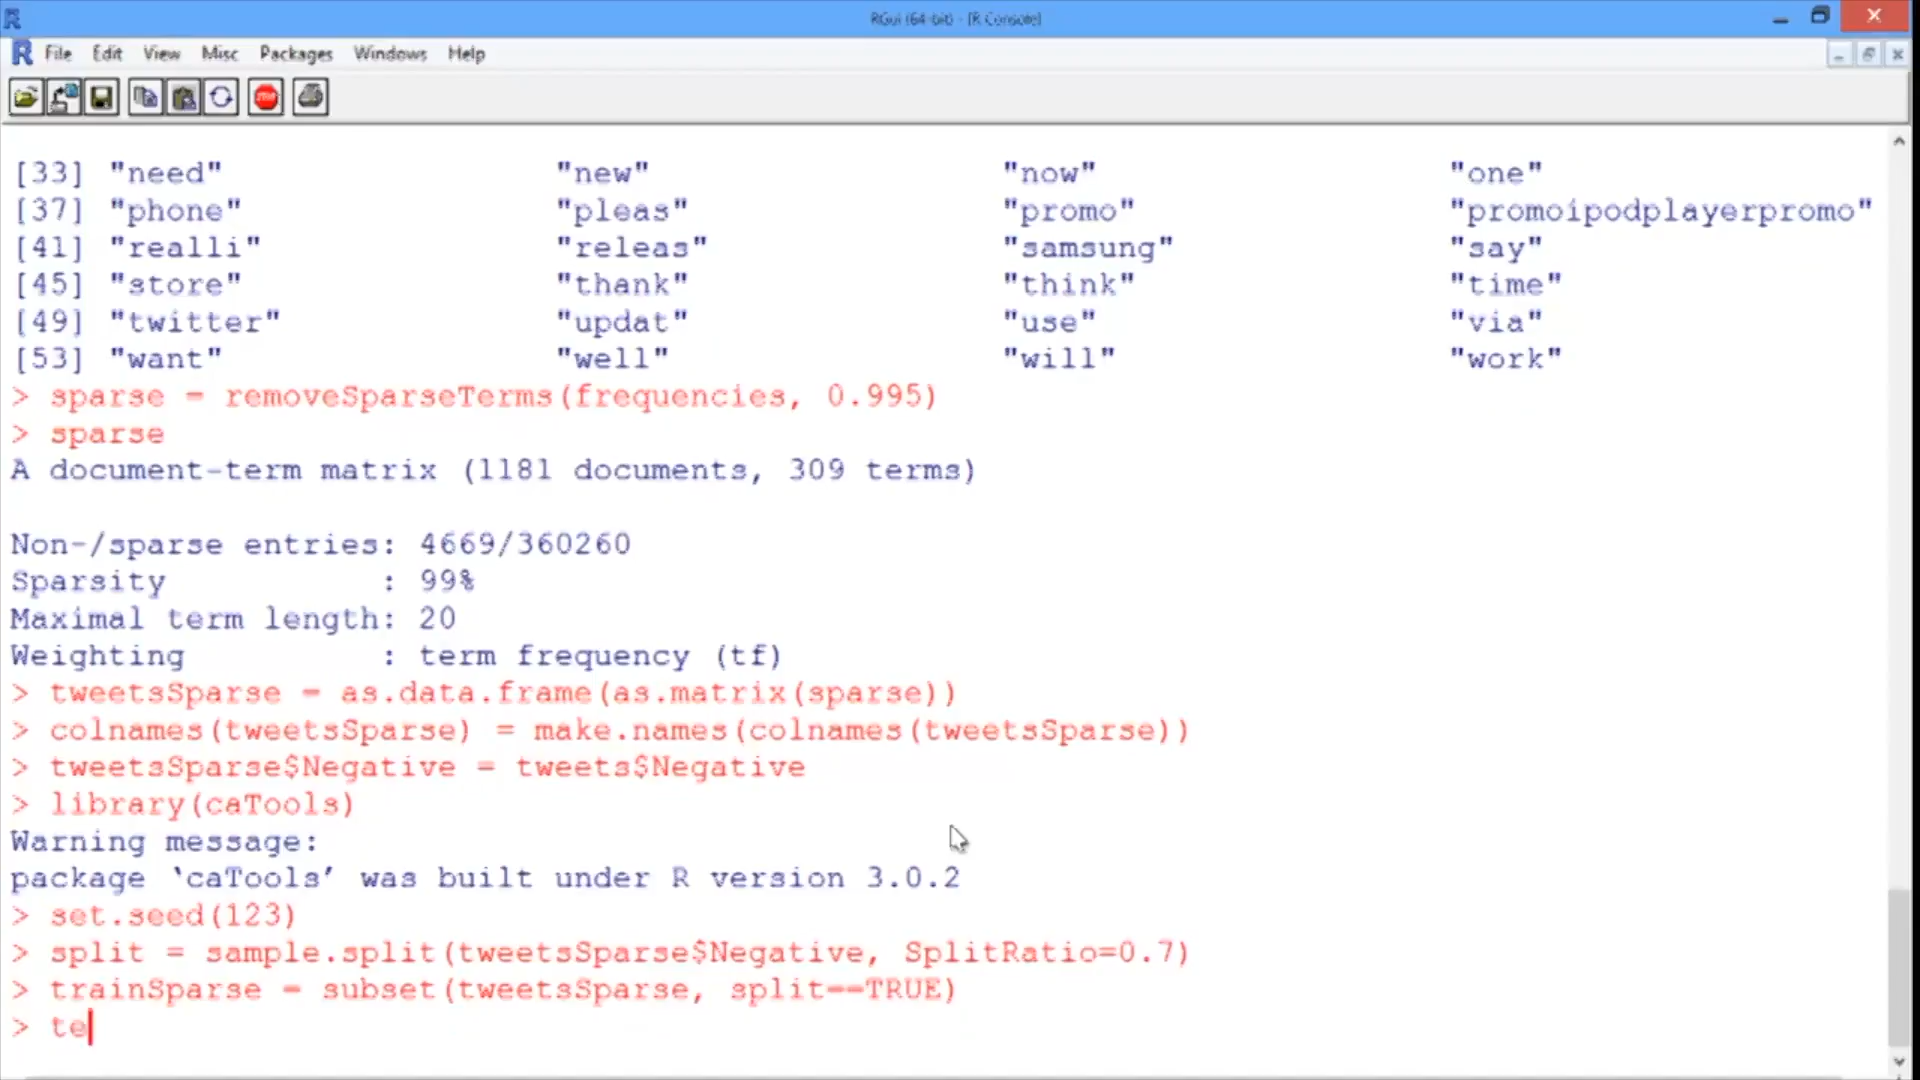 RGui (64-bit) - [R Console]
File Edit View Misc Packages Windows Help
STOP
[33] "need" "new" "now" "one"
[37] "phone" "pleas" "promo" "promoipodplayerpromo"
[41] "realli" "releas" "samsung" "say"
[45] "store" "thank" "think" "time"
[49] "twitter" "updat" "use" "via"
[53] "want" "well" "will" "work"
> sparse = removeSparseTerms(frequencies, 0.995)
> sparse
A document-term matrix (1181 documents, 309 terms)
Non-/sparse entries: 4669/360260
Sparsity : 99%
Maximal term length: 20
Weighting : term frequency (tf)
> tweetsSparse = as.data.frame(as.matrix(sparse))
> colnames(tweetsSparse) = make.names(colnames(tweetsSparse))
> tweetsSparse$Negative = tweets$Negative
> library(caTools)
Warning message:
package ‘caTools’ was built under R version 3.0.2
> set.seed(123)
> split = sample.split(tweetsSparse$Negative, SplitRatio=0.7)
> trainSparse = subset(tweetsSparse, split==TRUE)
> te